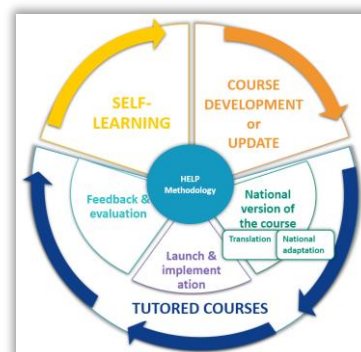 SELF-
LEARNING
COURSE
DEVELOPMENT
or
UPDATE
HELP
Methodology
Feedback &
evaluation
National
version of
the course
Translation
National
adaptation
Launch &
implement
ation
TUTORED COURSES